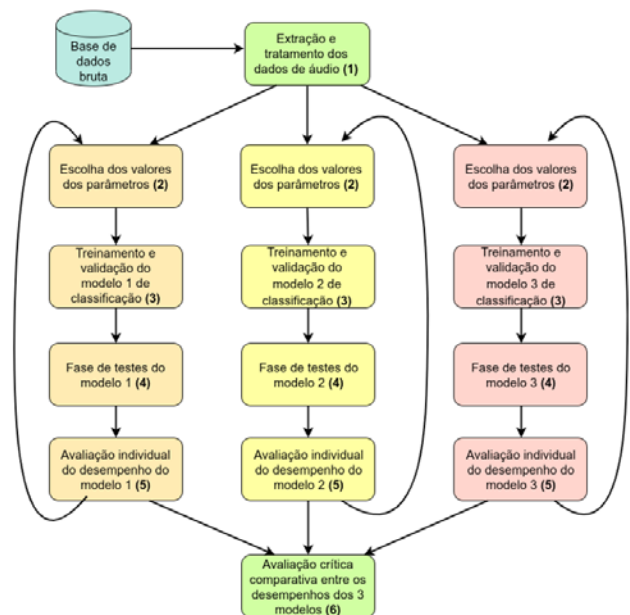 Base de
dados
bruta
Extração e
tratamento dos
dados de áudio (1)
Escolha dos valores
dos parâmetros (2)
Escolha dos valores
dos parâmetros (2)
Escolha dos valores
dos parâmetros (2)
Treinamento e
validação do
modelo 1 de
classificação (3)
Treinamento e
validação do
modelo 2 de
classificação (3)
Treinamento e
validação do
modelo 3 de
classificação (3)
Fase de testes do
modelo 1 (4)
Fase de testes do
modelo 2 (4)
Fase de testes do
modelo 3 (4)
Avaliação individual
do desempenho do
modelo 1 (5)
Avaliação individual
do desempenho do
modelo 2 (5)
Avaliação individual
do desempenho do
modelo 3 (5)
Avaliação crítica
comparativa entre os
desempenhos dos 3
modelos (6)